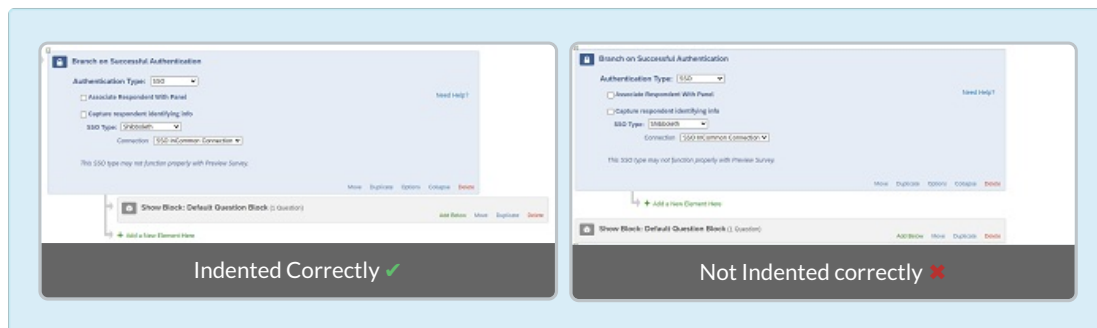 Branch on Successful Authentication
Authentication Type: SSO
Associate Respondent With Panel
Need Help?
Capture respondent identifying info
SSO Type: Shibboleth
Connection SSO InCommon Connection
This SSO type may not function properly with Preview Survey.
Move Duplicate Options Collapse Delete
Show Block: Default Question Block (1 Question)
Add Below Move Duplicate Delete
+ Add a New Element Here
Indented Correctly ✔
Branch on Successful Authentication
Authentication Type: SSO
Associate Respondent With Panel
Need Help?
Capture respondent identifying info
SSO Type: Shibboleth
Connection SSO InCommon Connection
This SSO type may not function properly with Preview Survey.
Move Duplicate Options Collapse Delete
+ Add a New Element Here
Show Block: Default Question Block (1 Question)
Add Below Move Duplicate Delete
Not Indented correctly ✖